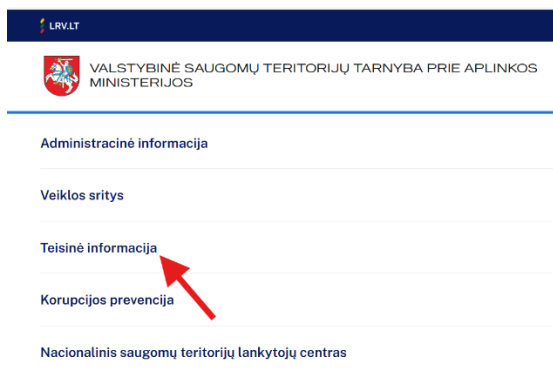 LRV.LT
VALSTYBINĖ SAUGOMŲ TERITORIJŲ TARNYBA PRIE APLINKOS
MINISTERIJOS
Administracinė informacija
Veiklos sritys
Teisinė informacija
Korupcijos prevencija
Nacionalinis saugomų teritorijų lankytojų centras